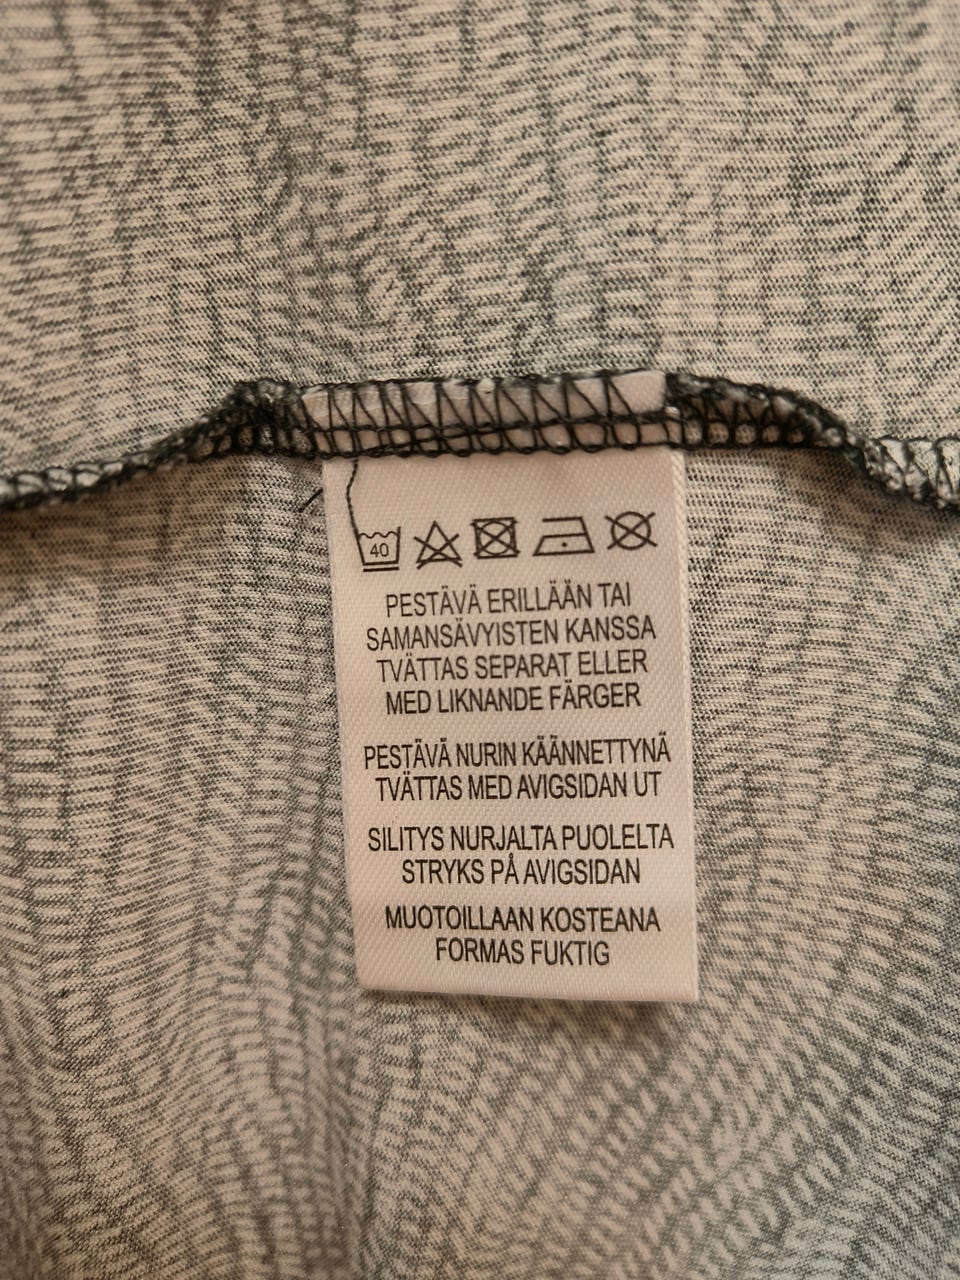 40
PESTÄVÄ ERILLÄÄN TAI
SAMANSÄVYISTEN KANSSA
TVÄTTAS SEPARAT ELLER
MED LIKNANDE FÄRGER
PESTÄVÄ NURIN KÄÄNNETTYNÄ
TVÄTTAS MED AVIGSIDAN UT
SILITYS NURJALTA PUOLELTA
STRYKS PÅ AVIGSIDAN
MUOTOILLAAN KOSTEANA
FORMAS FUKTIG